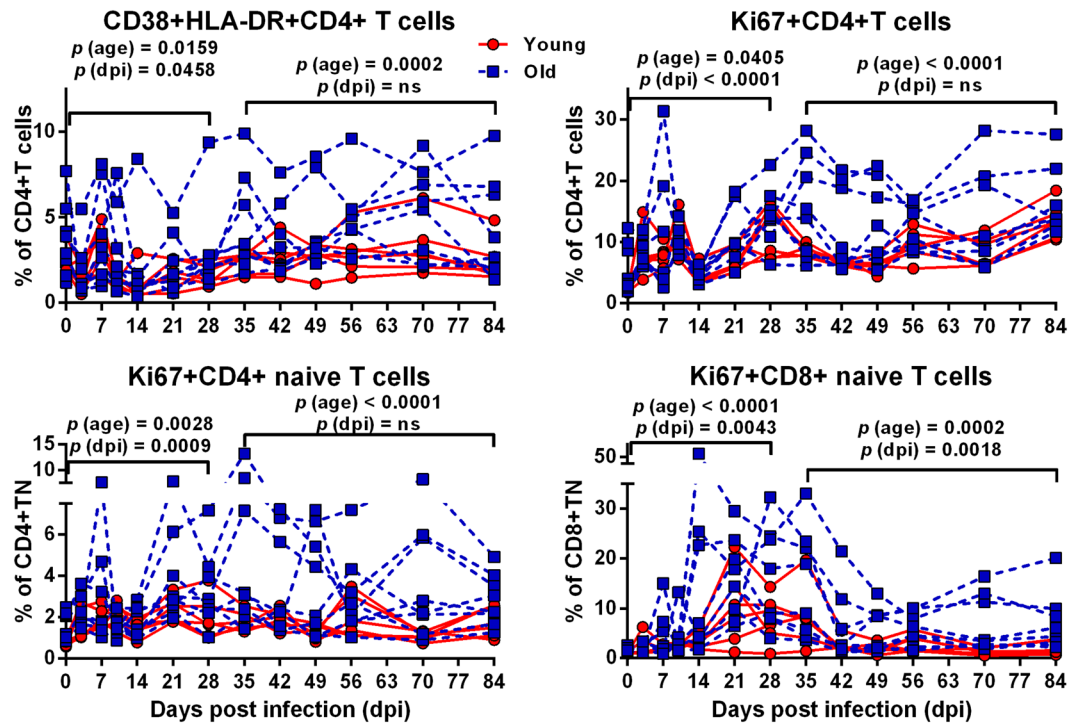 CD38+HLA-DR+CD4+ T cells
p (age) = 0.0159
p (dpi) = 0.0458
p (age) = 0.0002
p (dpi) = ns
% of CD4+T cells
10
5
0
0 7 14 21 28 35 42 49 56 63 70 77 84
Young
Old
Ki67+CD4+T cells
p (age) = 0.0405
p (dpi) < 0.0001
p (age) < 0.0001
p (dpi) = ns
% of CD4+T cells
30
20
10
0
0 7 14 21 28 35 42 49 56 63 70 77 84
Ki67+CD4+ naive T cells
p (age) = 0.0028
p (dpi) = 0.0009
p (age) < 0.0001
p (dpi) = ns
% of CD4+TN
15
10
6
4
2
0
0 7 14 21 28 35 42 49 56 63 70 77 84
Days post infection (dpi)
Ki67+CD8+ naive T cells
p (age) < 0.0001
p (dpi) = 0.0043
p (age) = 0.0002
p (dpi) = 0.0018
% of CD8+TN
50
30
20
10
0
0 7 14 21 28 35 42 49 56 63 70 77 84
Days post infection (dpi)